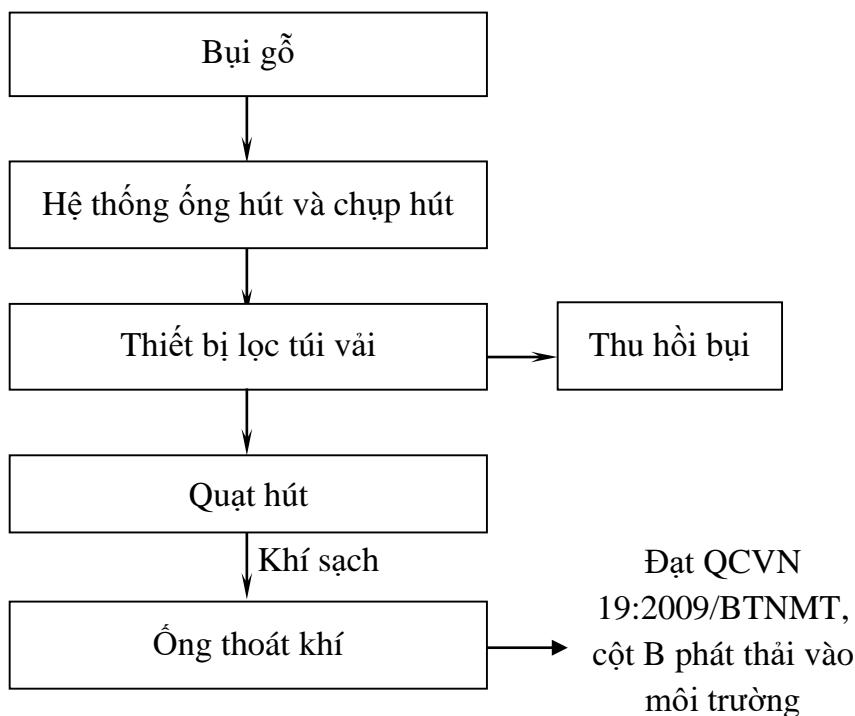 Bụi gỗ
Hệ thống ống hút và chụp hút
Thiết bị lọc túi vải
Thu hồi bụi
Quạt hút
Khí sạch
Ống thoát khí
Đạt QCVN
19:2009/BTNMT,
cột B phát thải vào
môi trường